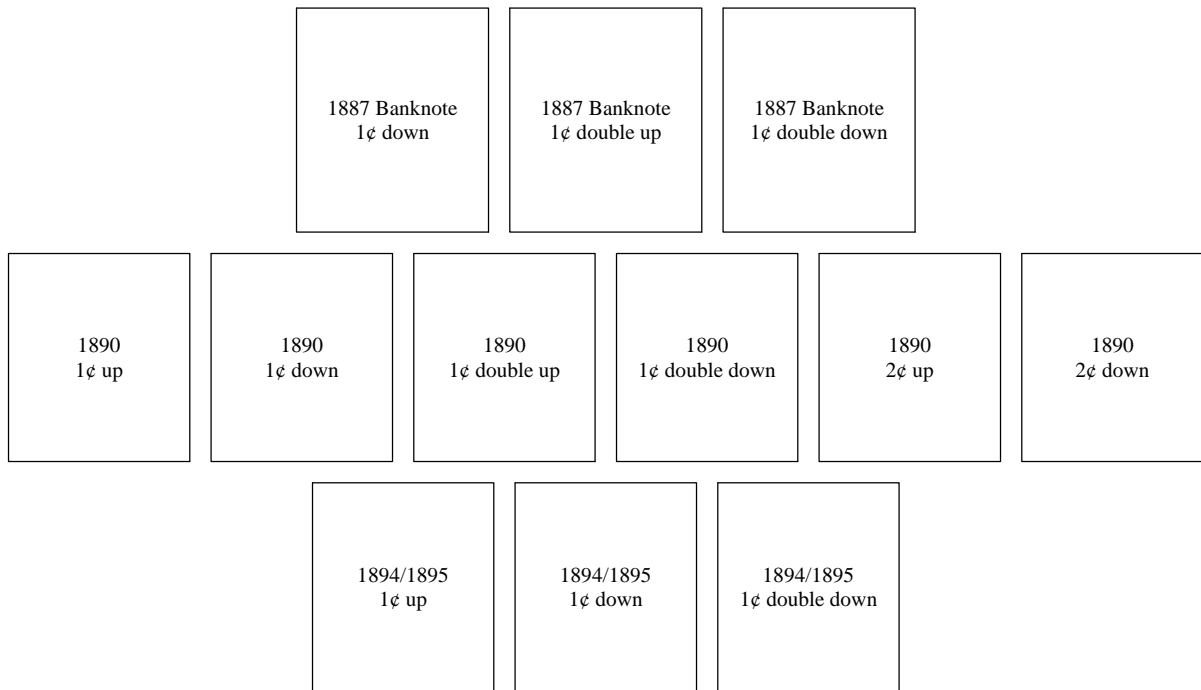 1887 Banknote
1¢ down
1887 Banknote
1¢ double up
1887 Banknote
1¢ double down
1890
1¢ up
1890
1¢ down
1890
1¢ double up
1890
1¢ double down
1890
2¢ up
1890
2¢ down
1894/1895
1¢ up
1894/1895
1¢ down
1894/1895
1¢ double down